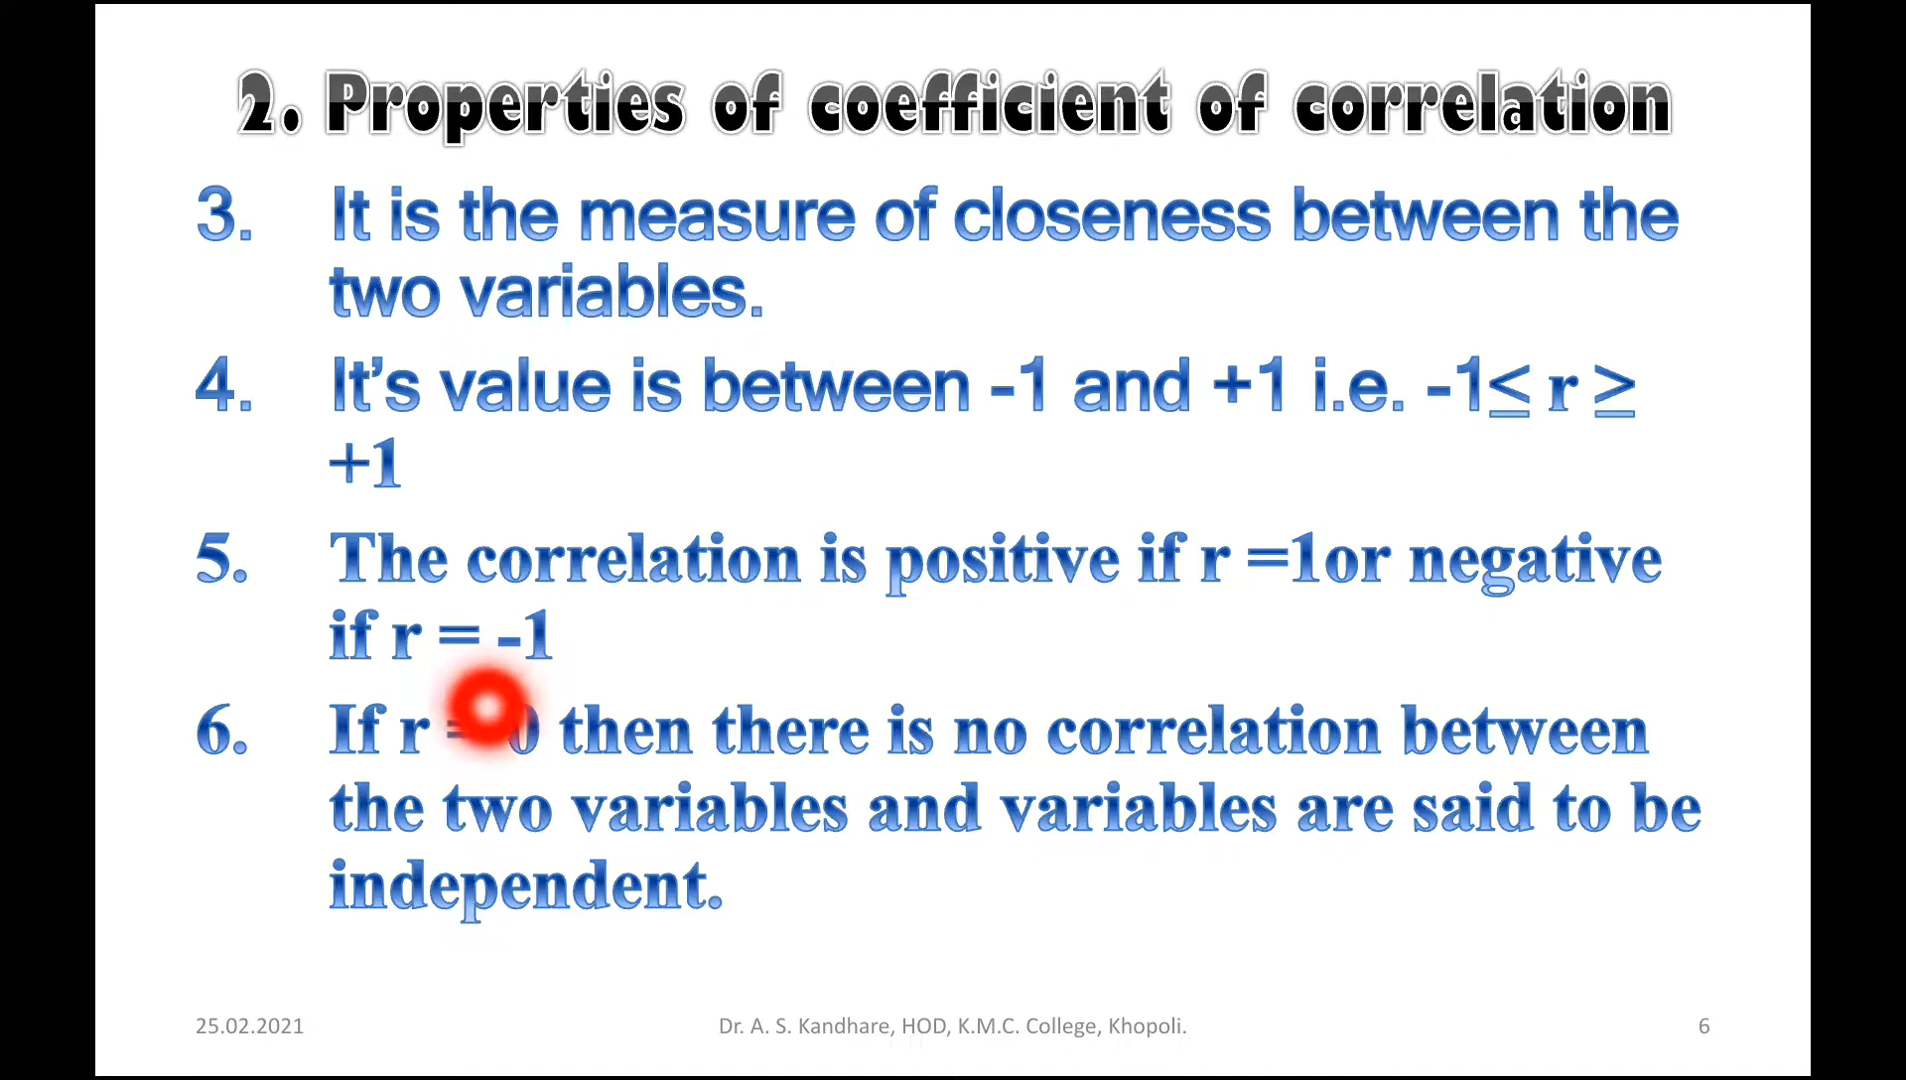 2. Properties of coefficient of correlation
3. It is the measure of closeness between the
two variables.
4. It’s value is between -1 and +1 i.e. -1≤ r ≥
+1
5. The correlation is positive if r =1or negative
if r = -1
6. If r = 0 then there is no correlation between
the two variables and variables are said to be
independent.
25.02.2021
Dr. A. S. Kandhare, HOD, K.M.C. College, Khopoli.
6